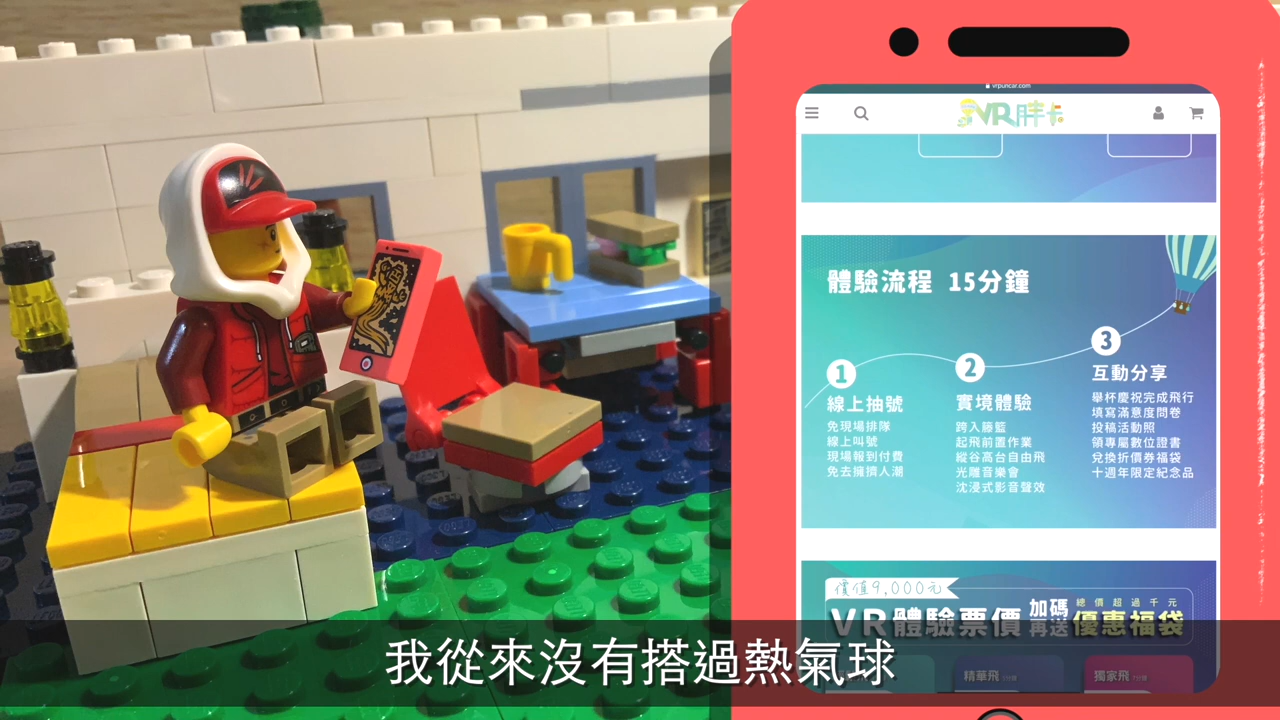 vrpuncar.com
VR胖卡
體驗流程 15分鐘
1
線上抽號
免現場排隊
線上叫號
現場報到付費
免去擁擠人潮
2
實境體驗
跨入藤籃
起飛前置作業
縱谷高台自由飛
光雕音樂會
沈浸式影音聲效
3
互動分享
舉杯慶祝完成飛行
填寫滿意度問卷
投稿活動照
領專屬數位證書
兌換折價券福袋
十週年限定紀念品
價值9,000元
VR體驗票價 加碼再送 總價超過千元 優惠福袋
精華飛
獨家飛
我從來沒有搭過熱氣球